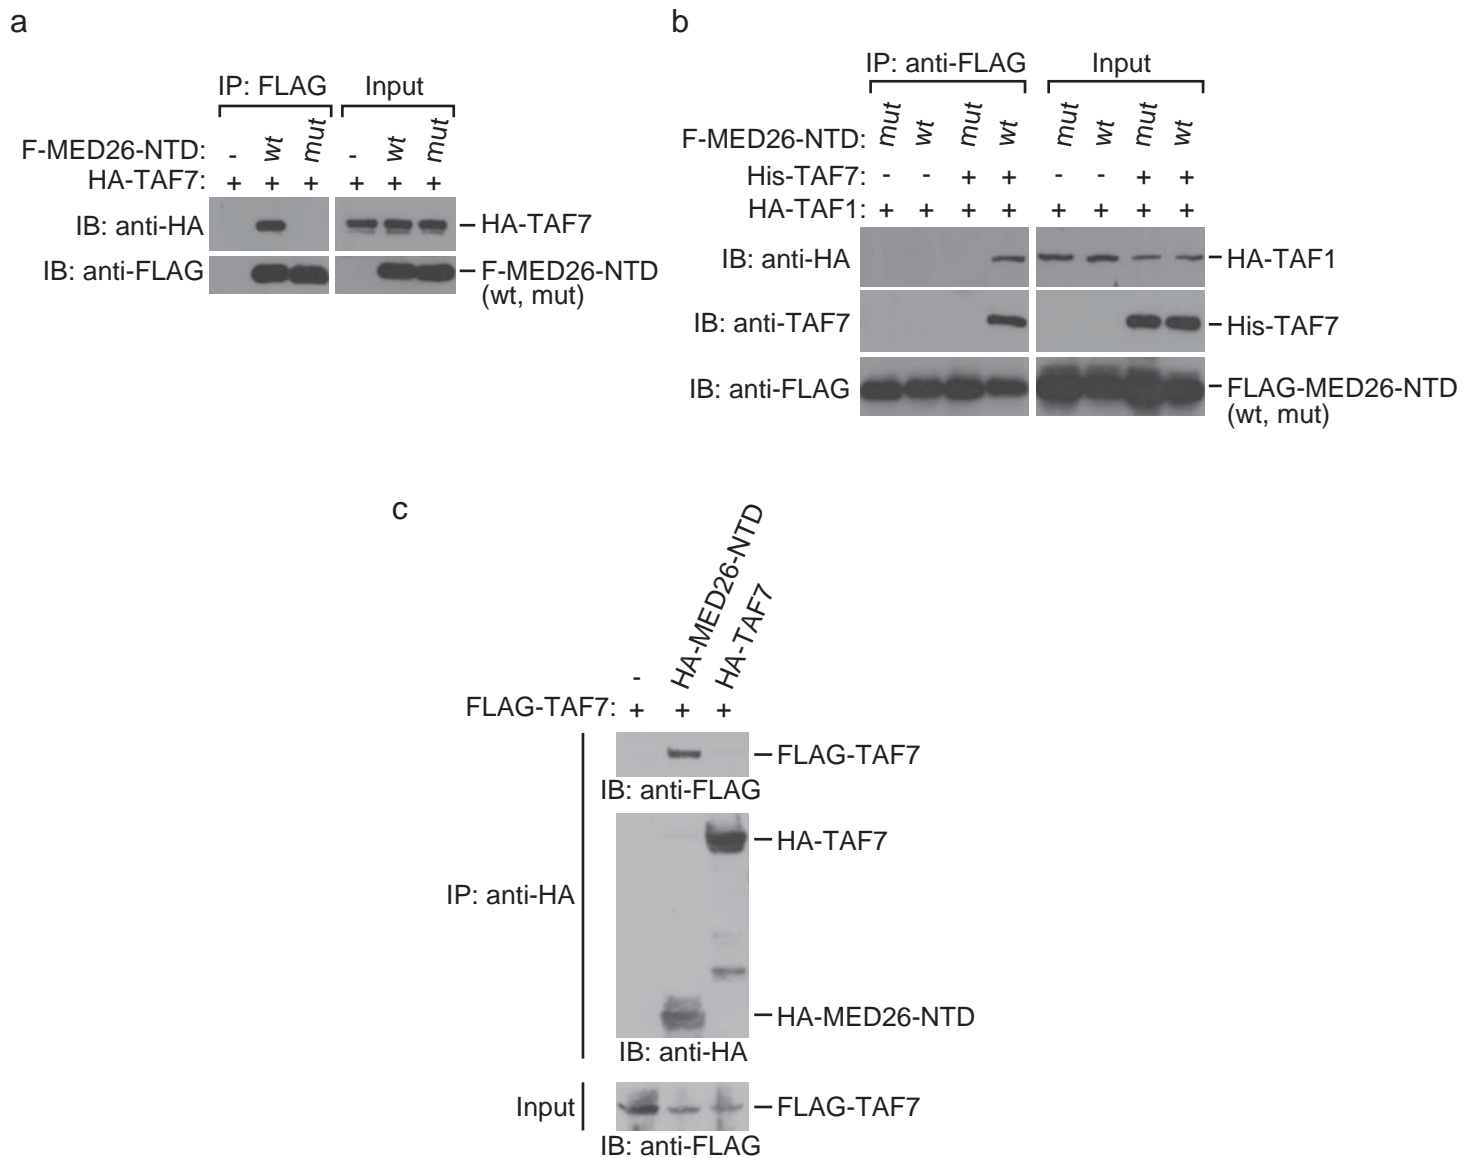 a
IP: FLAG Input
F-MED26-NTD: - wt mut - wt mut
HA-TAF7: + + + + + +
IB: anti-HA – HA-TAF7
IB: anti-FLAG – F-MED26-NTD
(wt, mut)
b
IP: anti-FLAG Input
F-MED26-NTD: mut wt mut wt mut wt mut wt
His-TAF7: - - + + - - + +
HA-TAF1: + + + + + + + +
IB: anti-HA – HA-TAF1
IB: anti-TAF7 – His-TAF7
IB: anti-FLAG – FLAG-MED26-NTD
(wt, mut)
c
- HA-MED26-NTD HA-TAF7
FLAG-TAF7: + + +
– FLAG-TAF7
IB: anti-FLAG
– HA-TAF7
IP: anti-HA
– HA-MED26-NTD
IB: anti-HA
Input – FLAG-TAF7
IB: anti-FLAG